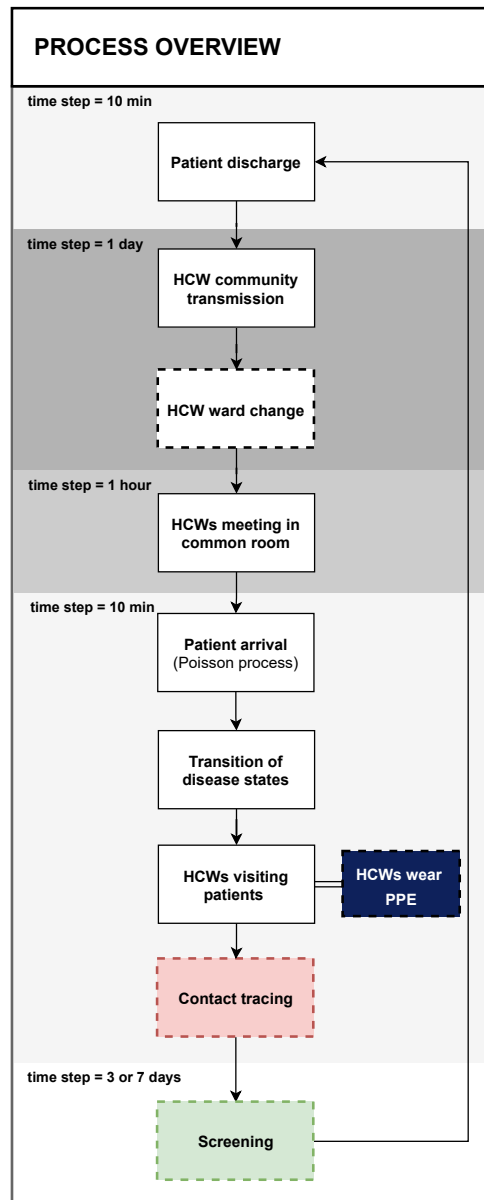 PROCESS OVERVIEW
time step = 10 min
Patient discharge
time step = 1 day
HCW community
transmission
HCW ward change
time step = 1 hour
HCWs meeting in
common room
time step = 10 min
Patient arrival
(Poisson process)
Transition of
disease states
HCWs visiting
patients
HCWs wear
PPE
Contact tracing
time step = 3 or 7 days
Screening